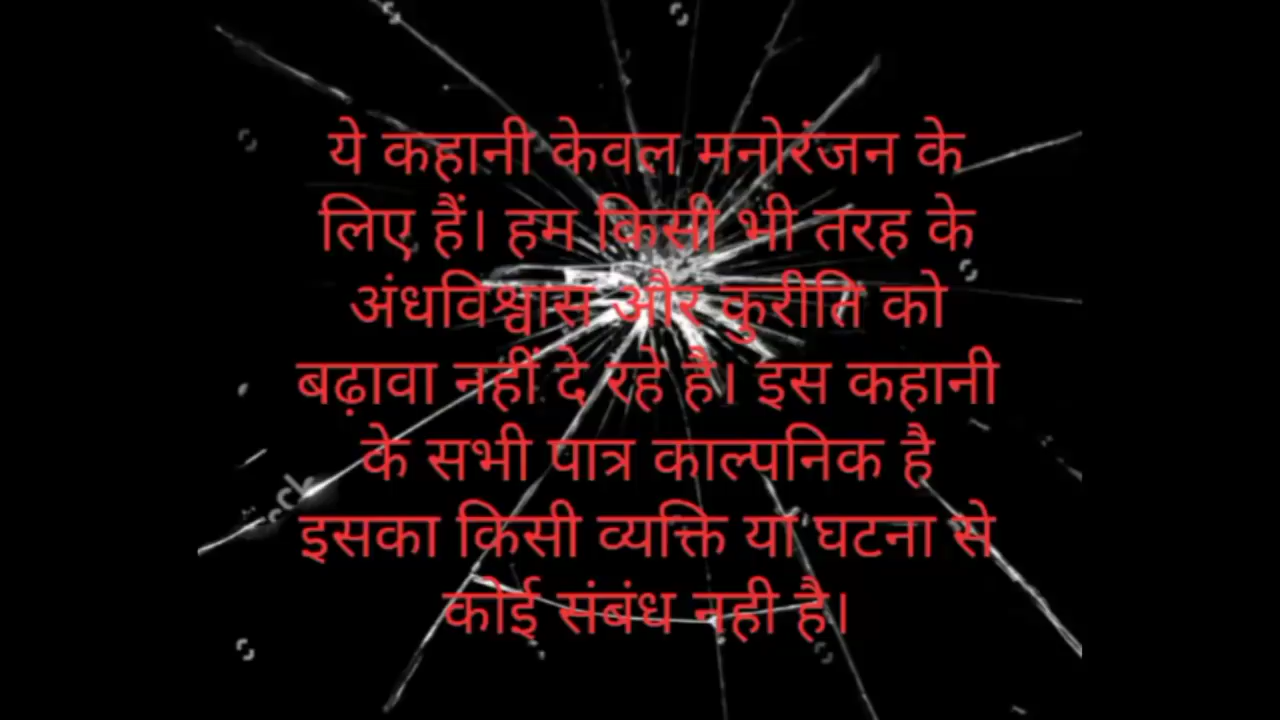 ये कहानी केवल मनोरंजन के
लिए हैं। हम किसी भी तरह के
अंधविश्वास और कुरीति को
बढ़ावा नहीं दे रहे है। इस कहानी
के सभी पात्र काल्पनिक है
इसका किसी व्यक्ति या घटना से
कोई संबंध नही है।